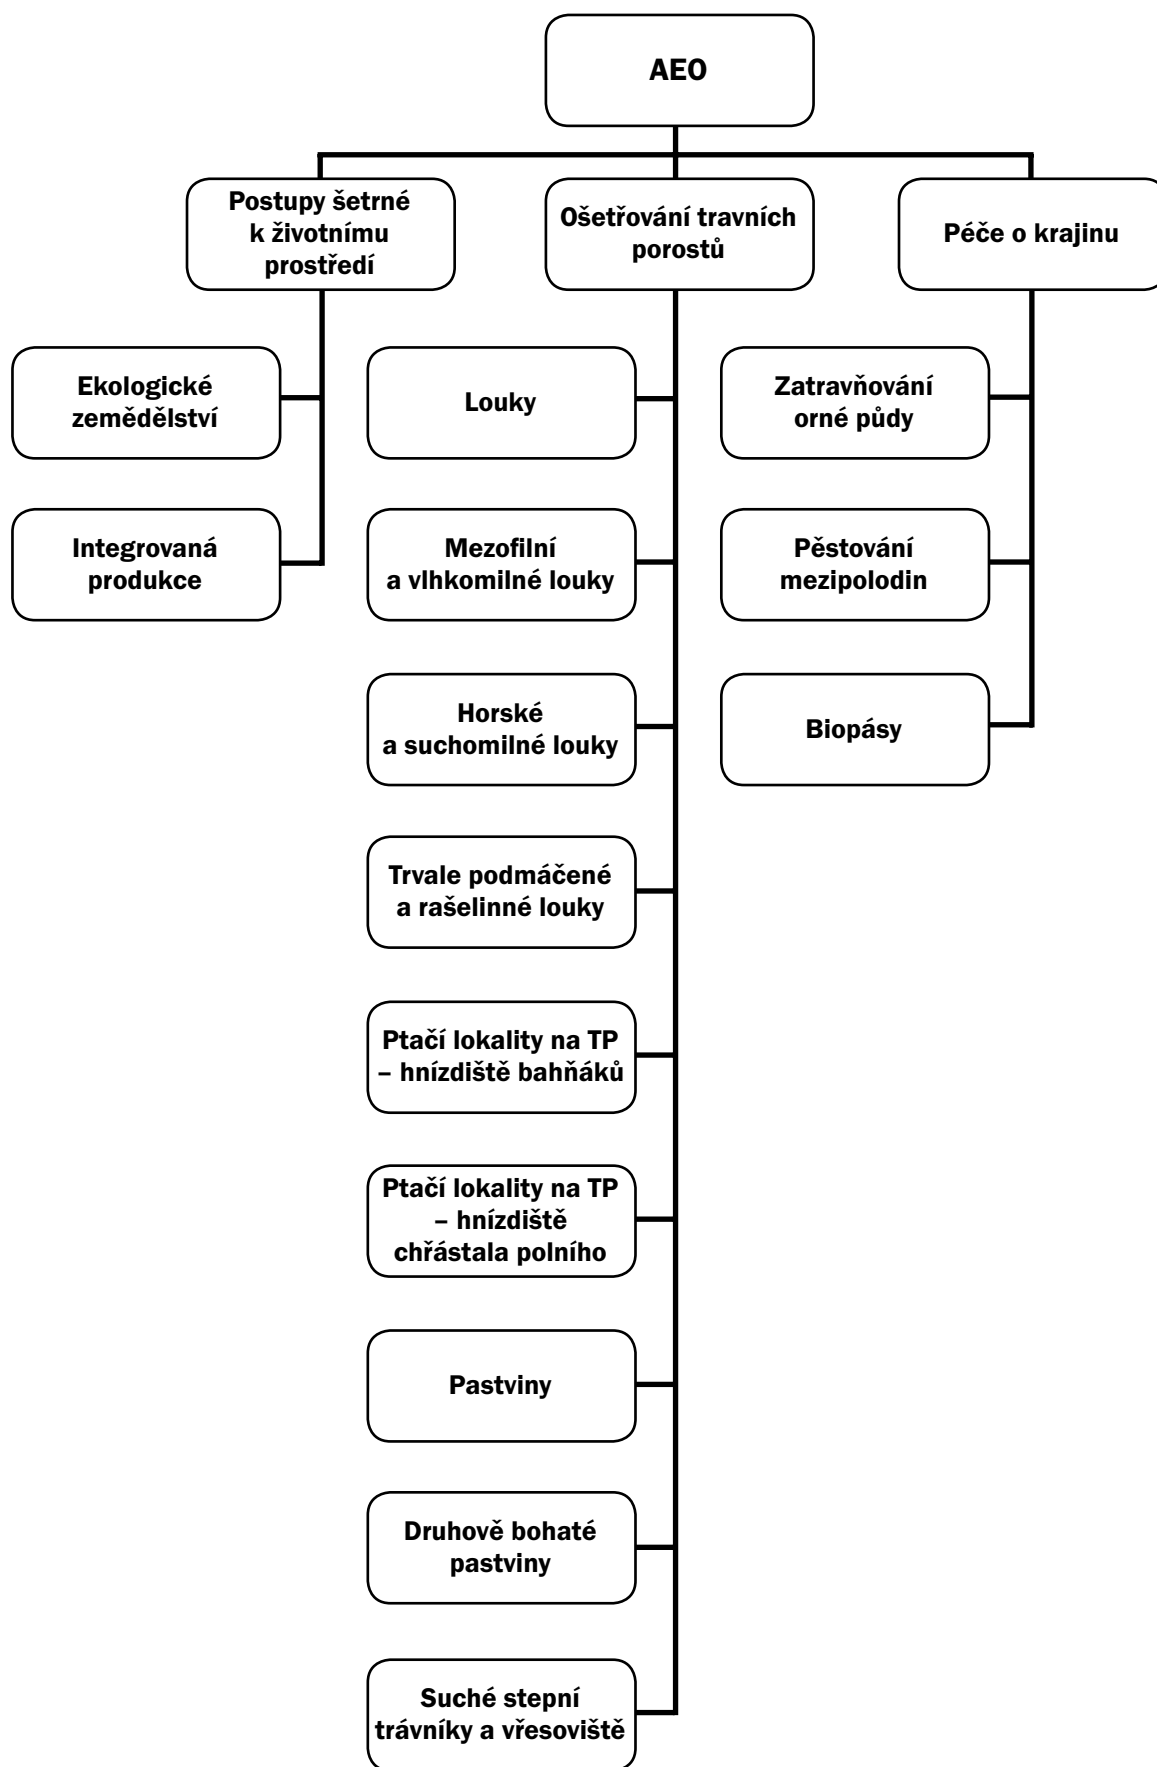 AEO
Postupy šetrné
k životnímu
prostředí
Ošetřování travních
porostů
Péče o krajinu
Ekologické
zemědělství
Integrovaná
produkce
Louky
Mezofilní
a vlhkomilné louky
Horské
a suchomilné louky
Trvale podmáčené
a rašelinné louky
Ptačí lokality na TP
– hnízdiště bahňáků
Ptačí lokality na TP
– hnízdiště
chřástala polního
Pastviny
Druhově bohaté
pastviny
Suché stepní
trávníky a vřesoviště
Zatravňování
orné půdy
Pěstování
mezipolodin
Biopásy